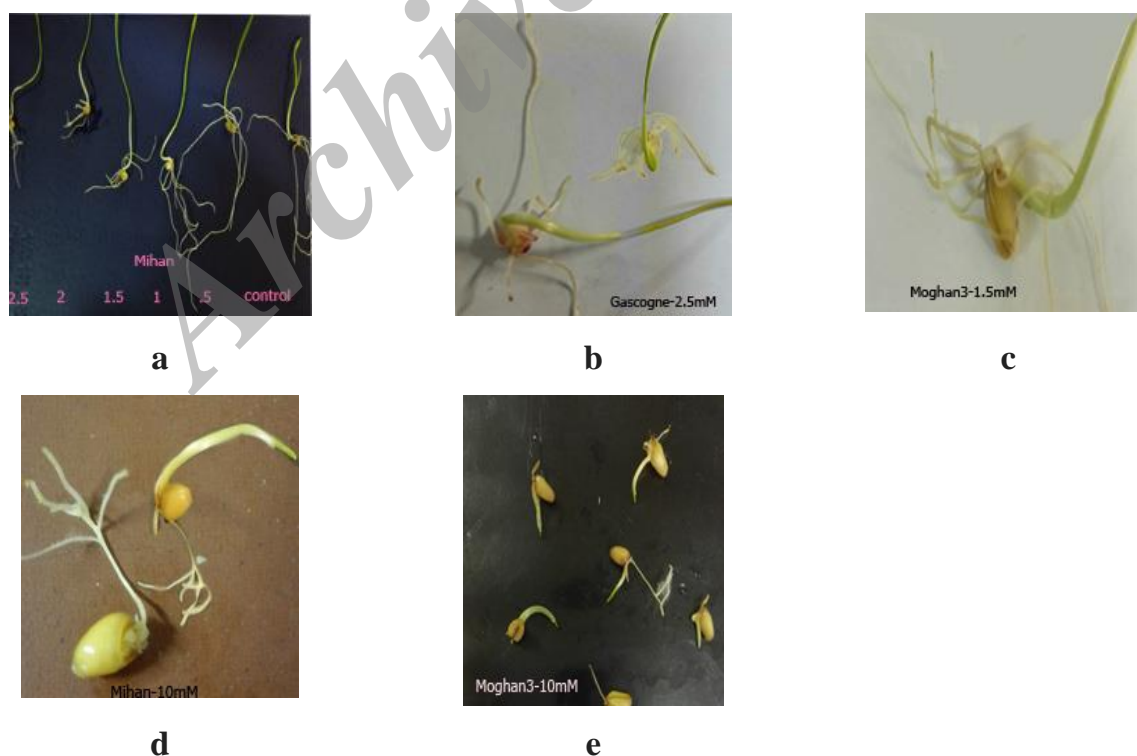 Archive
Mihan
2.5 2 1.5 1 .5 control
Gascogne-2.5mM
Moghan3-1.5mM
a b c
Mihan-10mM
Moghan3-10mM
d e